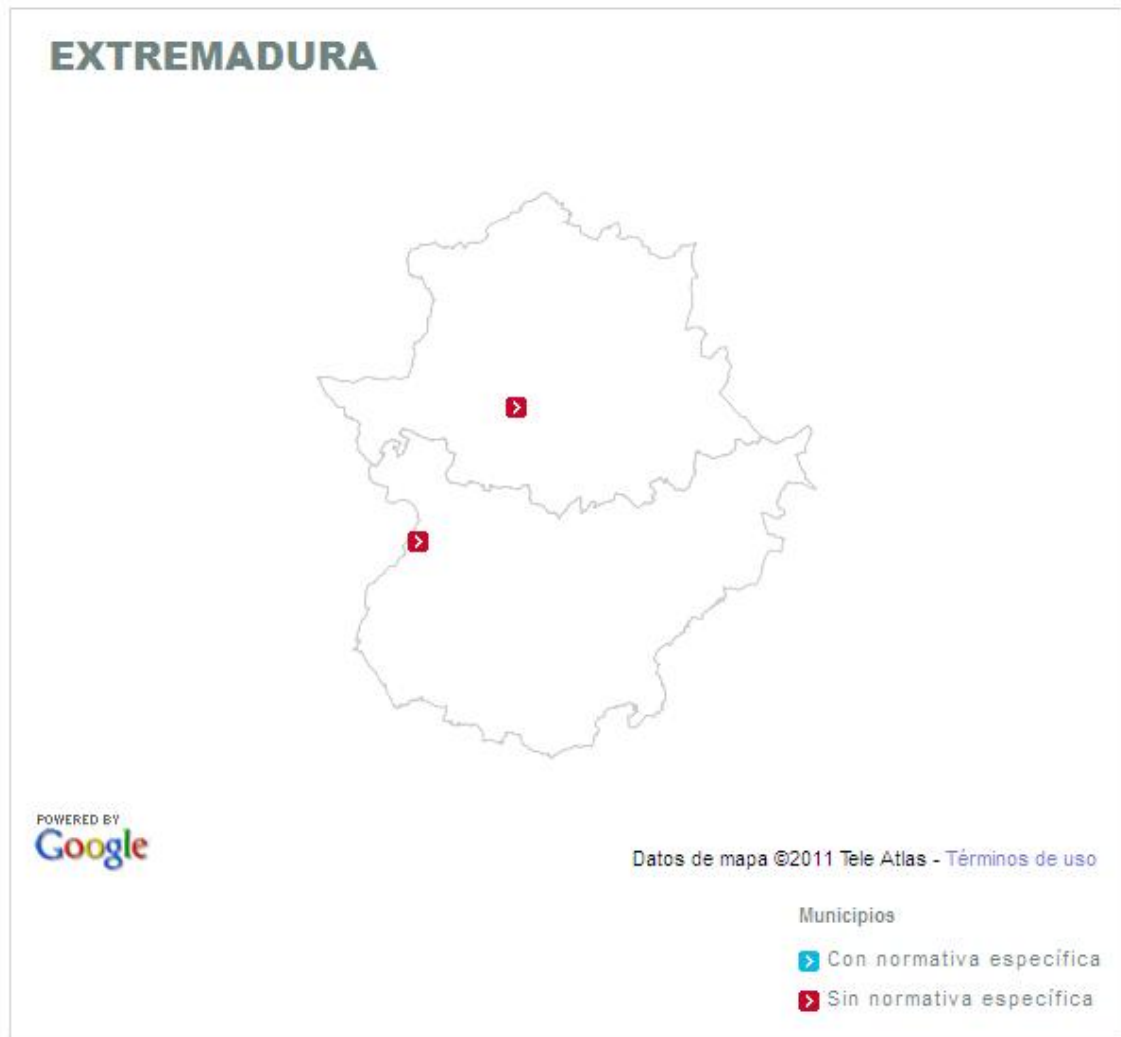 EXTREMADURA
POWERED BY
Google
Datos de mapa ©2011 Tele Atlas - Términos de uso
Municipios
Con normativa específica
Sin normativa específica